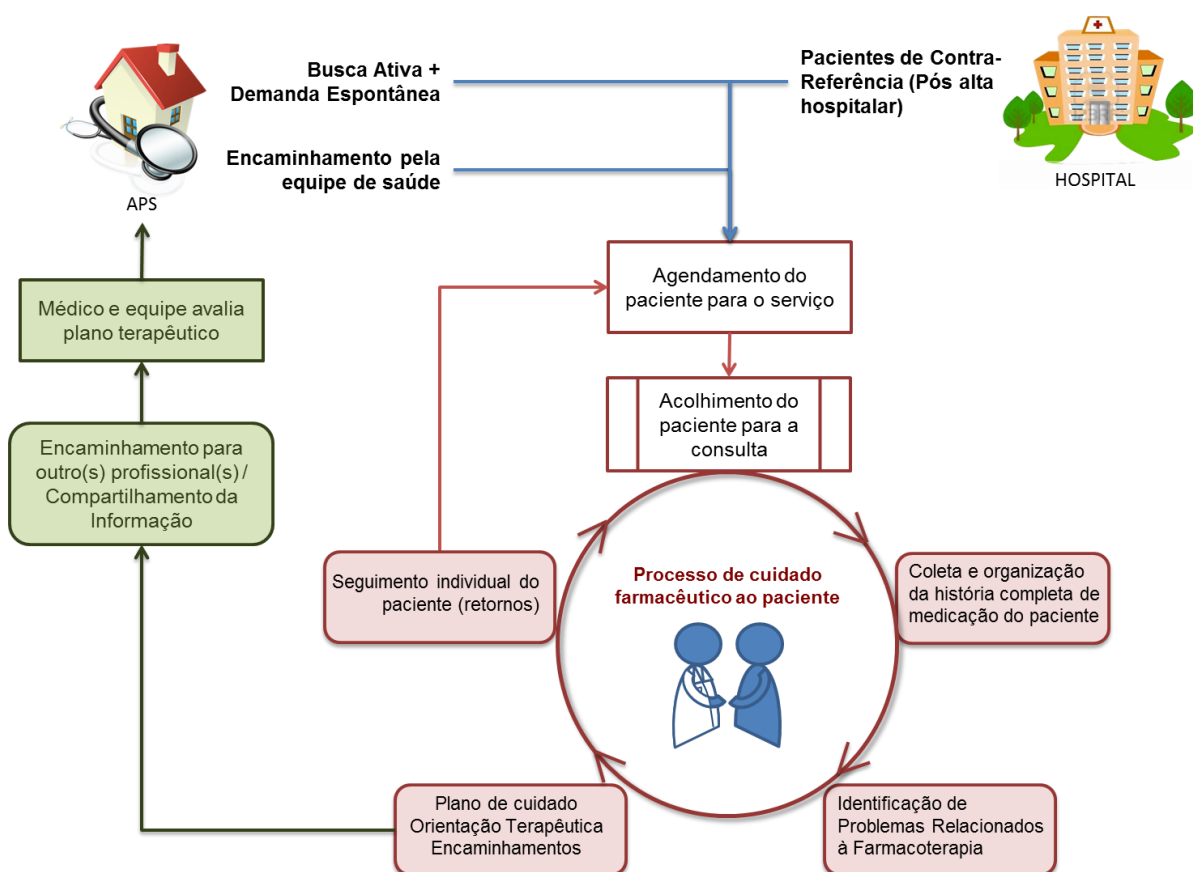 Busca Ativa +
Demanda Espontânea
Pacientes de Contra-
Referência (Pós alta
hospitalar)
Encaminhamento pela
equipe de saúde
APS
HOSPITAL
Agendamento do
paciente para o serviço
Médico e equipe avalia
plano terapêutico
Acolhimento do
paciente para a
consulta
Encaminhamento para
outro(s) profissional(s) /
Compartilhamento da
Informação
Seguimento individual do
paciente (retornos)
Processo de cuidado
farmacêutico ao paciente
Coleta e organização
da história completa de
medicação do paciente
Plano de cuidado
Orientação Terapêutica
Encaminhamentos
Identificação de
Problemas Relacionados
à Farmacoterapia